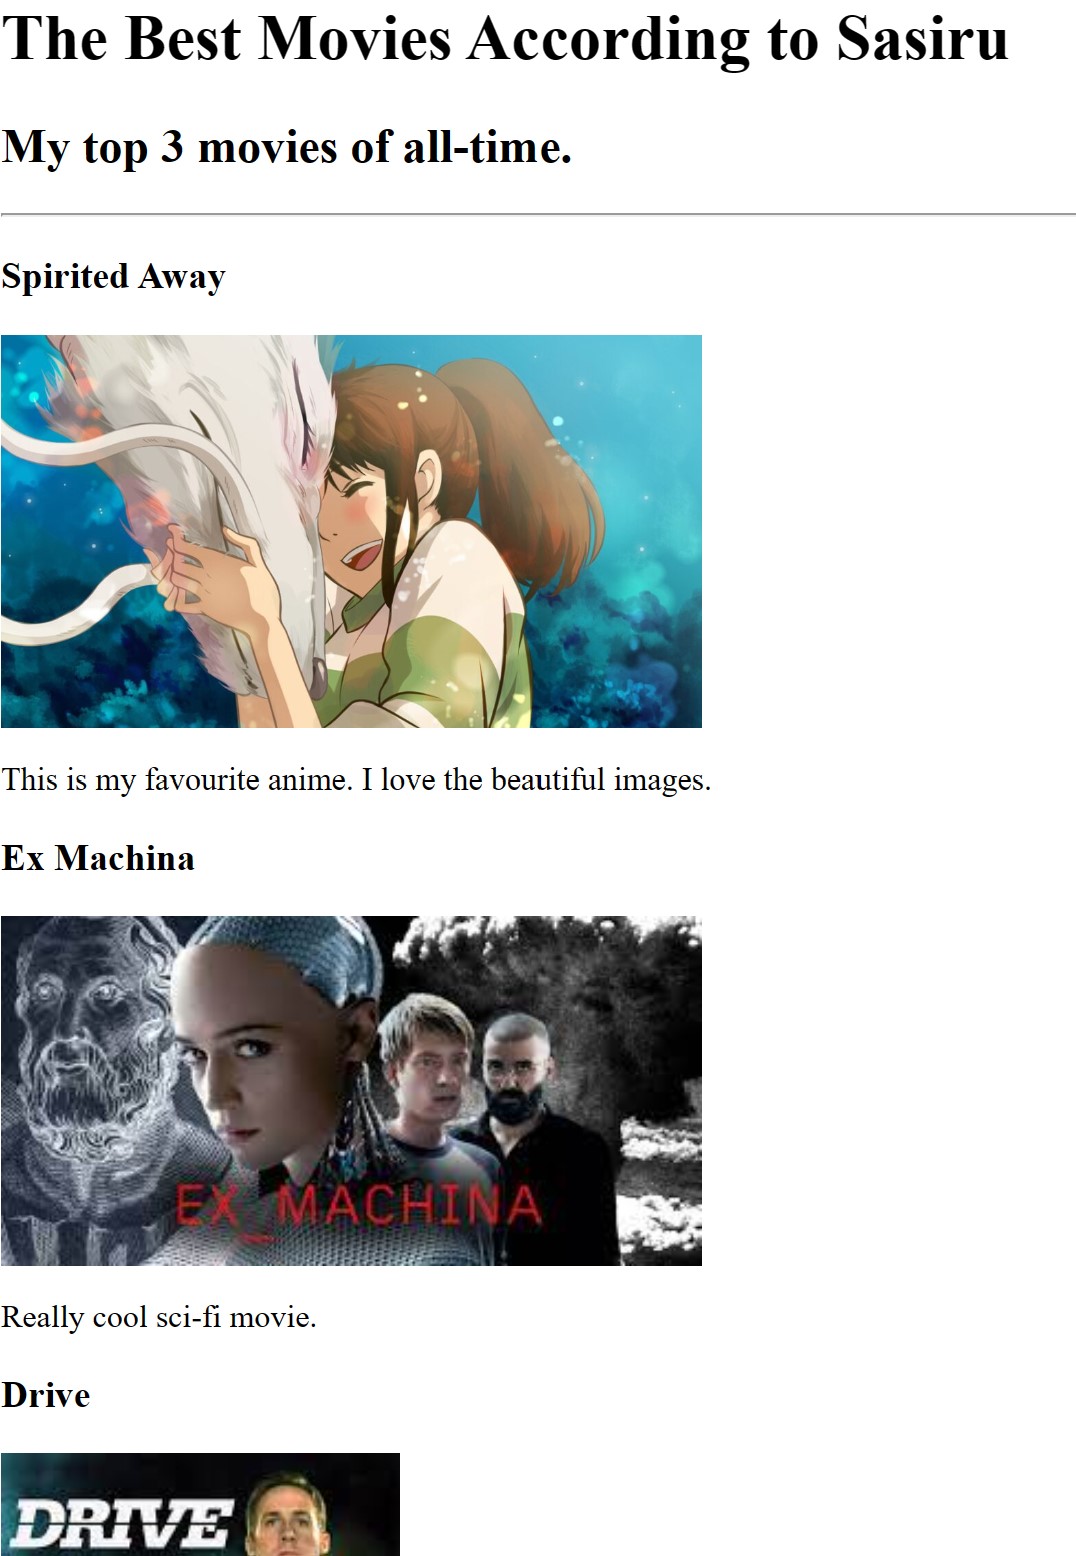 The Best Movies According to Sasiru
My top 3 movies of all-time.
Spirited Away
This is my favourite anime. I love the beautiful images.
Ex Machina
EX_MACHINA
Really cool sci-fi movie.
Drive
DRIVE